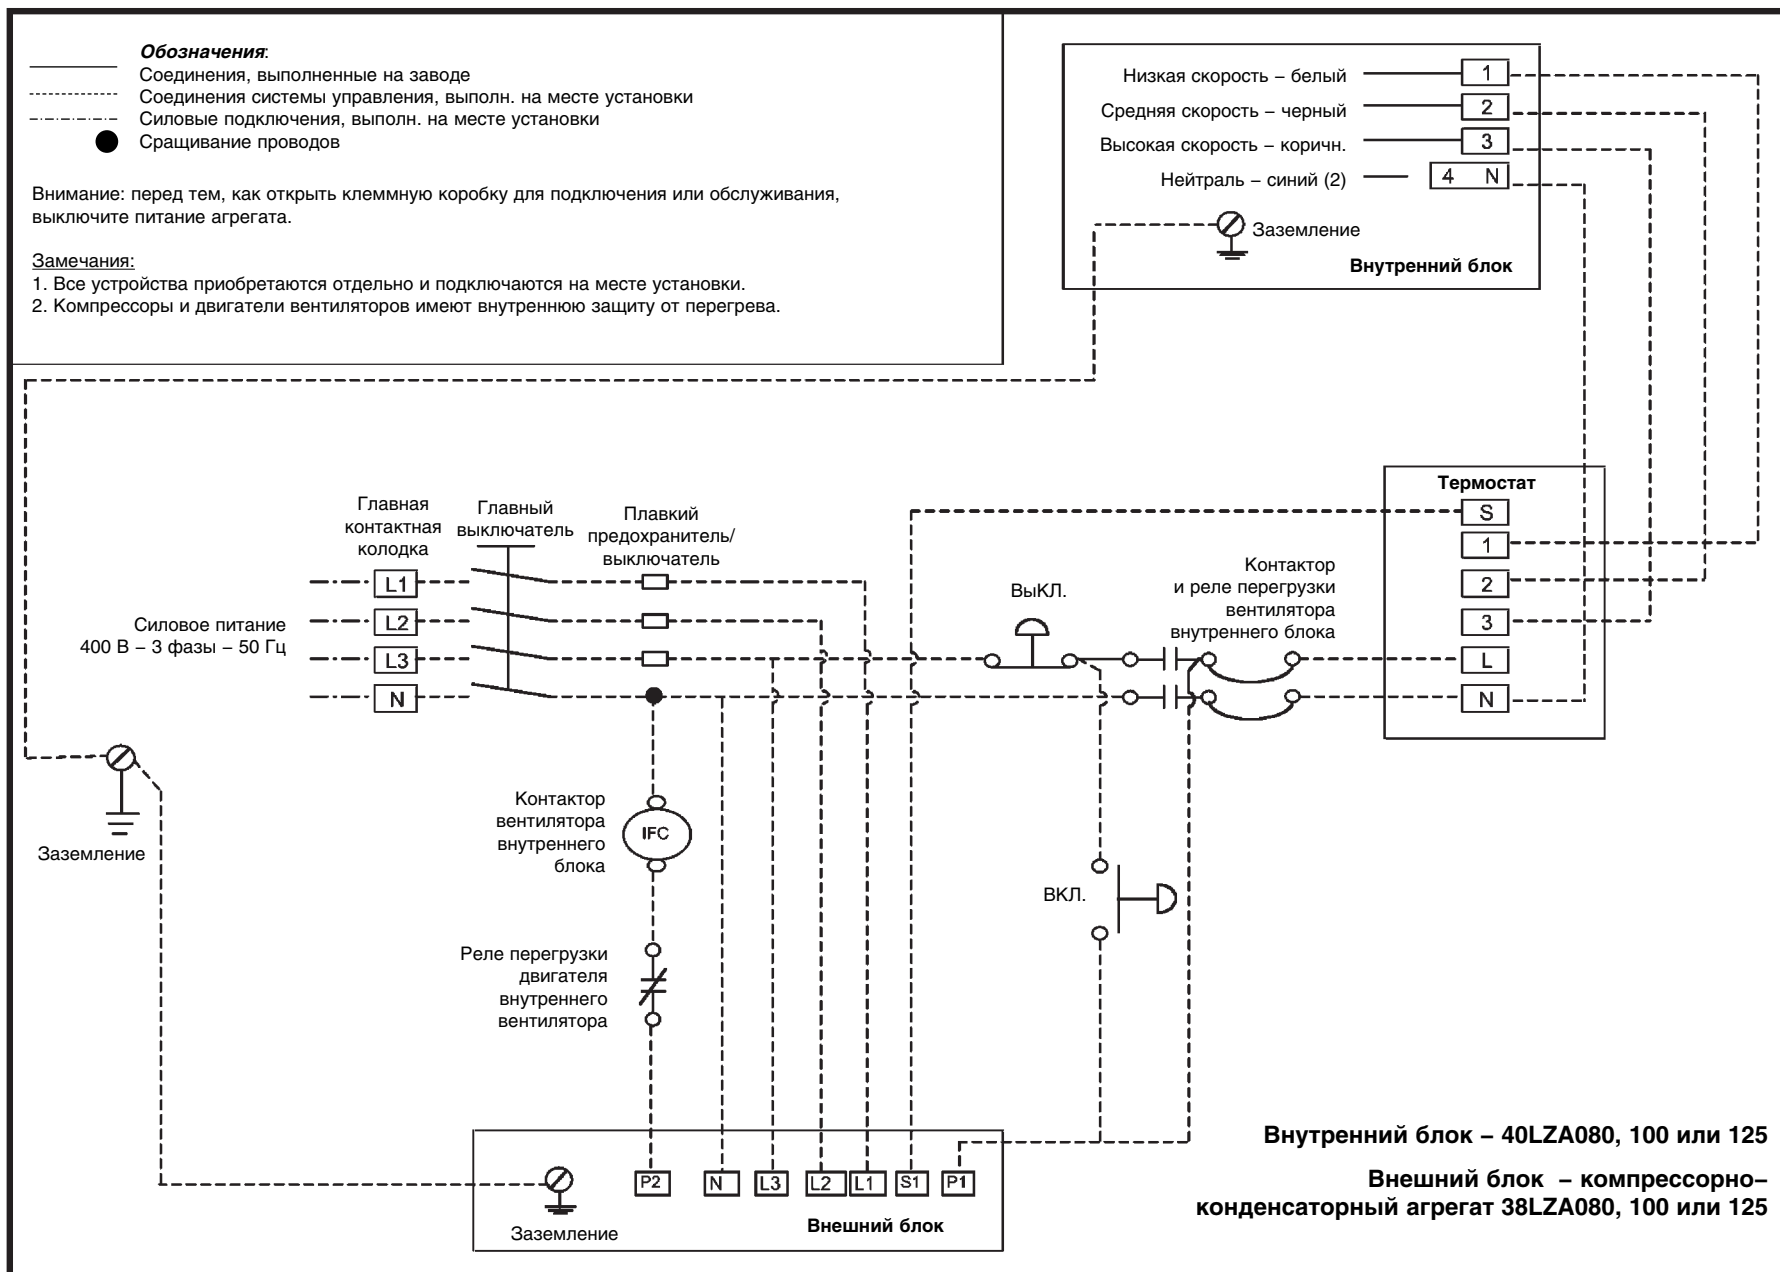 Обозначения:
Соединения, выполненные на заводе
Соединения системы управления, выполн. на месте установки
Силовые подключения, выполн. на месте установки
Сращивание проводов
Внимание: перед тем, как открыть клеммную коробку для подключения или обслуживания,
выключите питание агрегата.
Замечания:
1. Все устройства приобретаются отдельно и подключаются на месте установки.
2. Компрессоры и двигатели вентиляторов имеют внутреннюю защиту от перегрева.
Низкая скорость – белый 1
Средняя скорость – черный 2
Высокая скорость – коричн. 3
Нейтраль – синий (2) 4 N
Заземление
Внутренний блок
Термостат
S
1
2
3
L
N
Главная
контактная
колодка
Главный
выключатель
Плавкий
предохранитель/
выключатель
L1
L2
L3
N
Силовое питание
400 В – 3 фазы – 50 Гц
ВыКЛ.
Контактор
и реле перегрузки
вентилятора
внутреннего блока
Заземление
Контактор
вентилятора
внутреннего
блока
IFC
ВКЛ.
Реле перегрузки
двигателя
внутреннего
вентилятора
P2 N L3 L2 L1 S1 P1
Заземление
Внешний блок
Внутренний блок – 40LZA080, 100 или 125
Внешний блок – компрессорно–
конденсаторный агрегат 38LZA080, 100 или 125